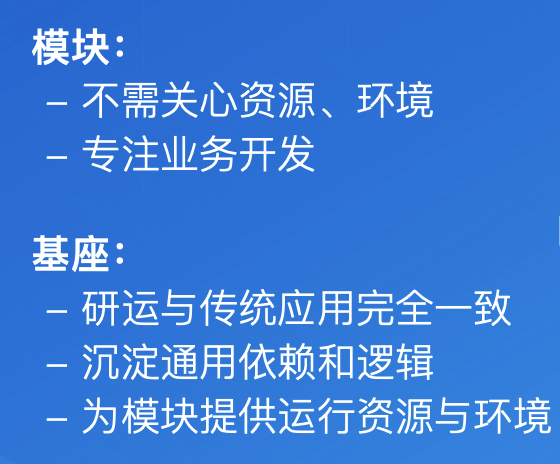 模块：
– 不需关心资源、环境
– 专注业务开发
基座：
– 研运与传统应用完全一致
– 沉淀通用依赖和逻辑
– 为模块提供运行资源与环境